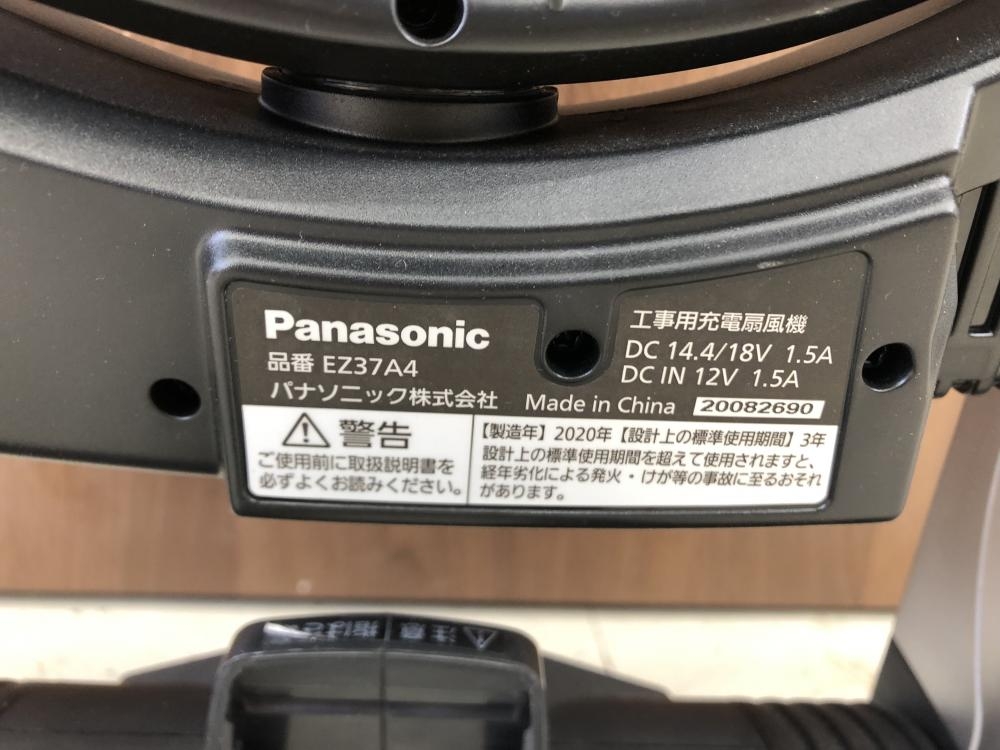 Panasonic
品番 EZ37A4
パナソニック株式会社
工事用充電扇風機
DC 14.4/18V 1.5A
DC IN 12V 1.5A
Made in China 20082690
警告
ご使用前に取扱説明書を
必ずよくお読みください。
【製造年】2020年【設計上の標準使用期間】3年
設計上の標準使用期間を超えて使用されますと、
経年劣化による発火・けが等の事故に至るおそれ
があります。
注意
指はさ